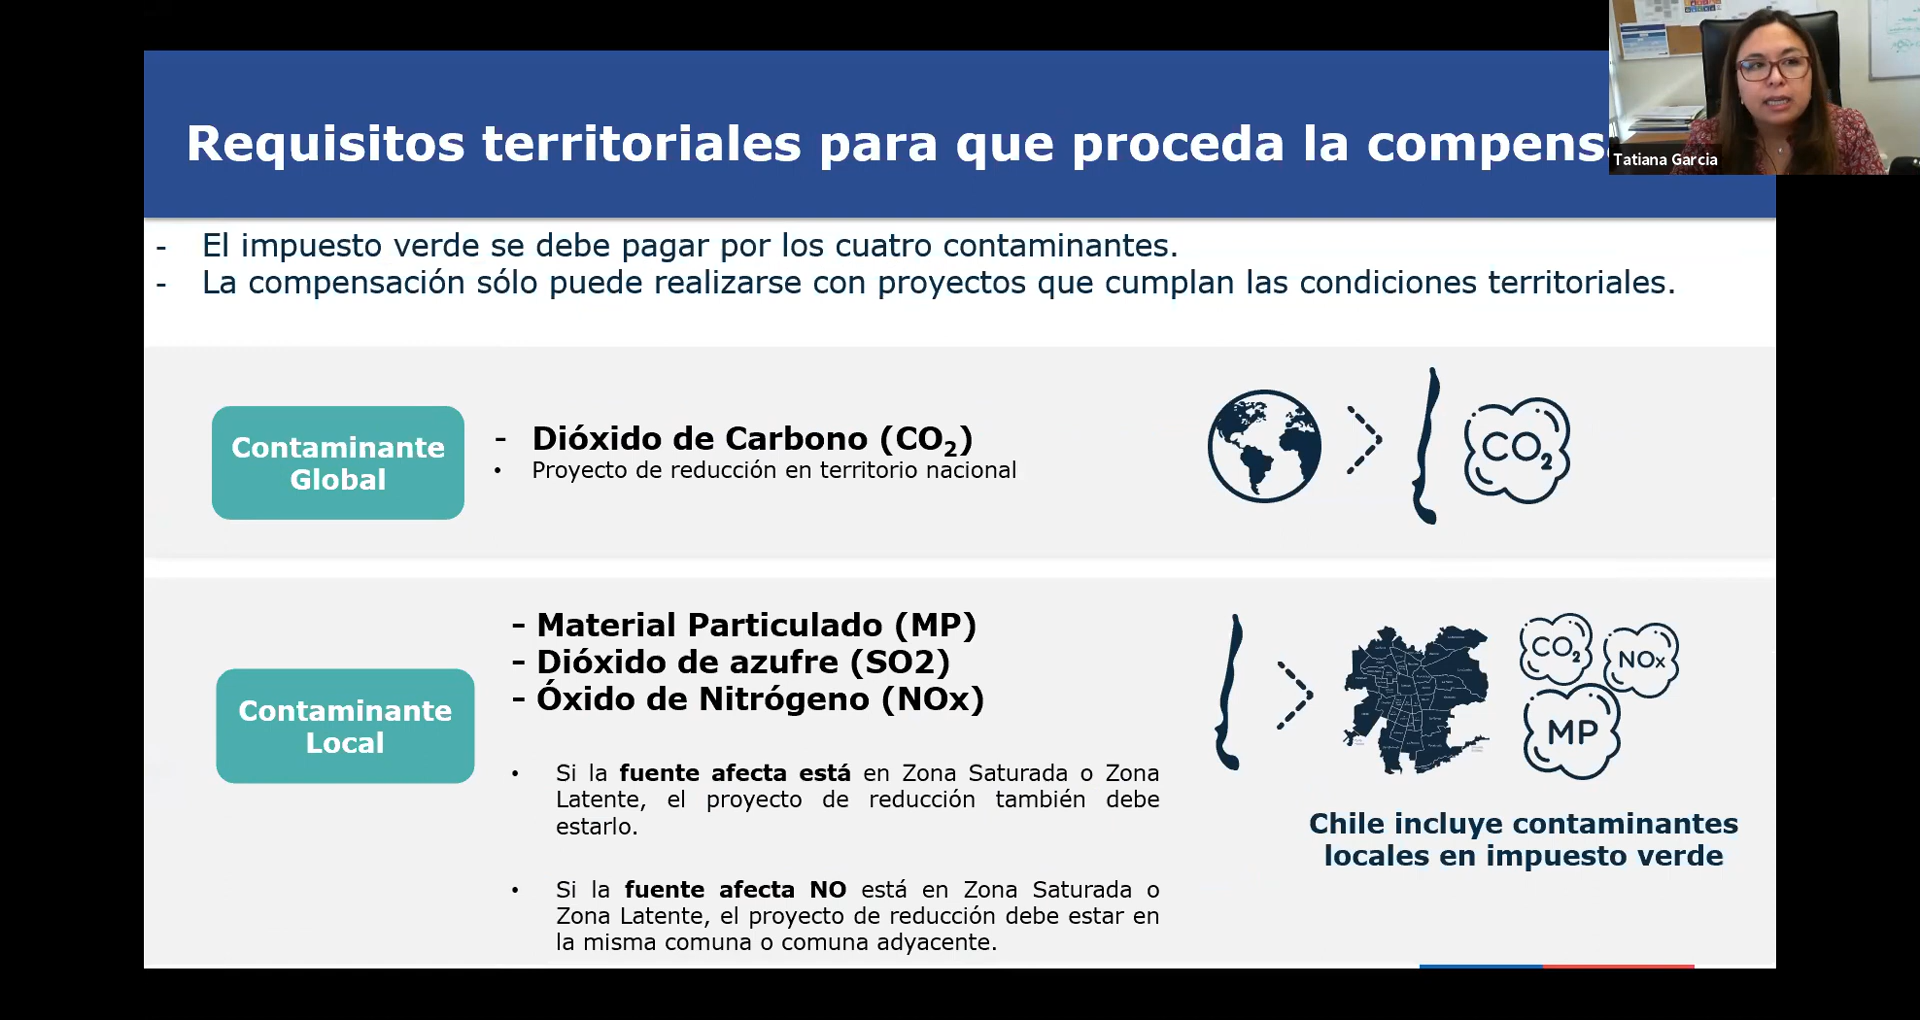 Requisitos territoriales para que proceda la compens
Tatiana Garcia
- El impuesto verde se debe pagar por los cuatro contaminantes.
- La compensación sólo puede realizarse con proyectos que cumplan las condiciones territoriales.
Contaminante
Global
- Dióxido de Carbono (CO₂)
• Proyecto de reducción en territorio nacional
CO₂
Contaminante
Local
- Material Particulado (MP)
- Dióxido de azufre (SO2)
- Óxido de Nitrógeno (NOx)
• Si la fuente afecta está en Zona Saturada o Zona
Latente, el proyecto de reducción también debe
estarlo.
• Si la fuente afecta NO está en Zona Saturada o
Zona Latente, el proyecto de reducción debe estar en
la misma comuna o comuna adyacente.
CO₂
NOx
MP
Chile incluye contaminantes
locales en impuesto verde